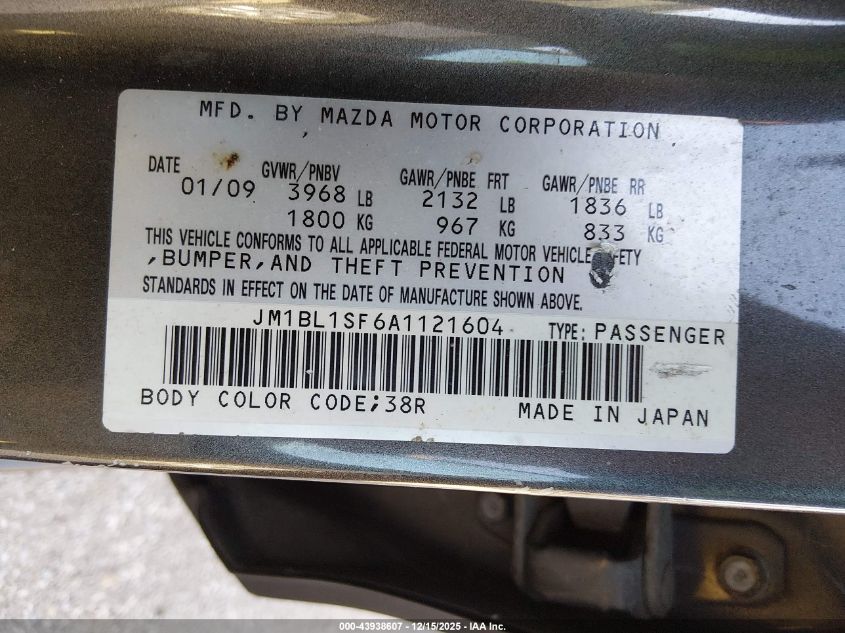 MFD. BY MAZDA MOTOR CORPORATION
DATE GVWR/PNBV GAWR/PNBE FRT GAWR/PNBE RR
01/09 3968 LB 2132 LB 1836 LB
1800 KG 967 KG 833 KG
THIS VEHICLE CONFORMS TO ALL APPLICABLE FEDERAL MOTOR VEHICLE
,BUMPER,AND THEFT PREVENTION
STANDARDS IN EFFECT ON THE DATE OF MANUFACTURE SHOWN ABOVE.
JM1BL1SF6A1121604 TYPE: PASSENGER
BODY COLOR CODE;38R MADE IN JAPAN
000-43938607 - 12/15/2025 - IAA Inc.